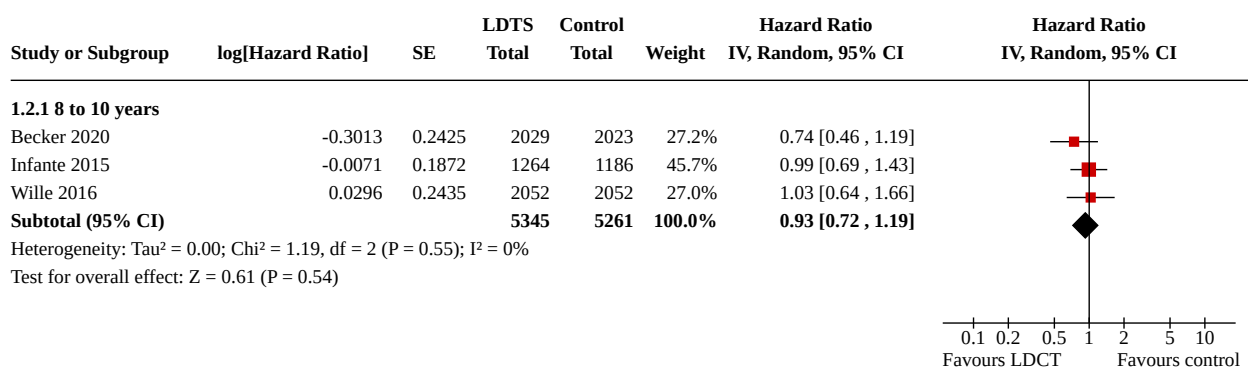 LDTS Control Hazard Ratio Hazard Ratio
Study or Subgroup log[Hazard Ratio] SE Total Total Weight IV, Random, 95% CI IV, Random, 95% CI
1.2.1 8 to 10 years
Becker 2020 -0.3013 0.2425 2029 2023 27.2% 0.74 [0.46 , 1.19]
Infante 2015 -0.0071 0.1872 1264 1186 45.7% 0.99 [0.69 , 1.43]
Wille 2016 0.0296 0.2435 2052 2052 27.0% 1.03 [0.64 , 1.66]
Subtotal (95% CI) 5345 5261 100.0% 0.93 [0.72 , 1.19]
Heterogeneity: Tau² = 0.00; Chi² = 1.19, df = 2 (P = 0.55); I² = 0%
Test for overall effect: Z = 0.61 (P = 0.54)
0.1 0.2 0.5 1 2 5 10
Favours LDCT Favours control